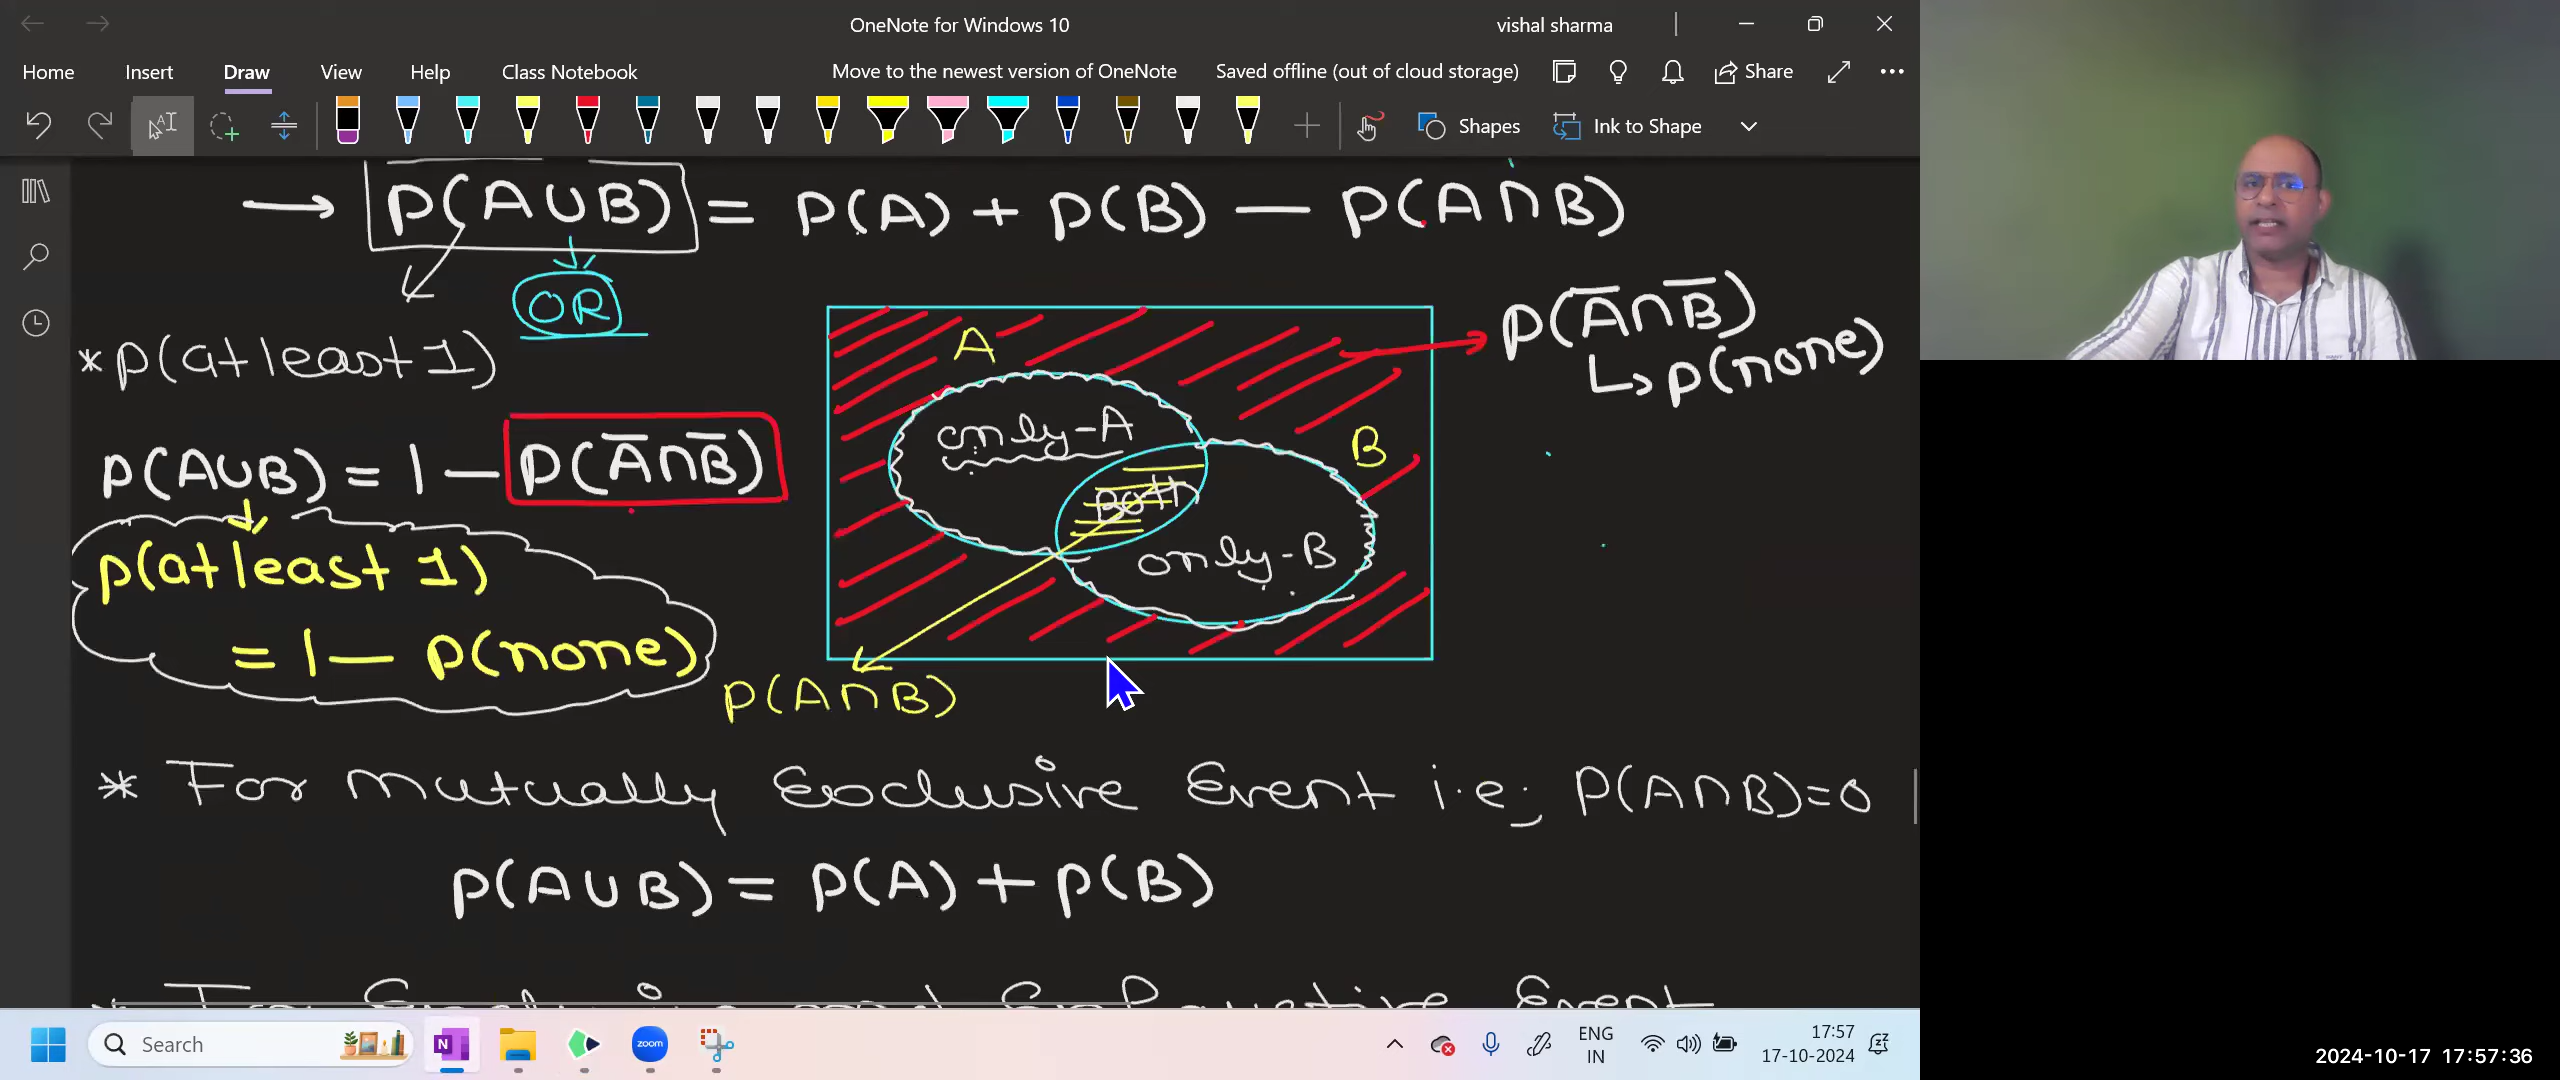 OneNote for Windows 10
vishal sharma
Home Insert Draw View Help Class Notebook
Move to the newest version of OneNote Saved offline (out of cloud storage) Share
Shapes Ink to Shape
→ P(A∪B) = P(A) + P(B) — P(A∩B)
OR
P(A̅∩B̅)
↳ P(none)
* P(atleast 1)
A
only-A
B
P(A∪B) = 1 — P(A̅∩B̅)
Both
only-B
P(atleast 1)
= 1 — P(none)
P(A∩B)
* For Mutually Exclusive Event i.e; P(A∩B)=0
P(A∪B) = P(A) + P(B)
Event
Search
zoom
ENG
IN
17:57
17-10-2024
2024-10-17 17:57:36